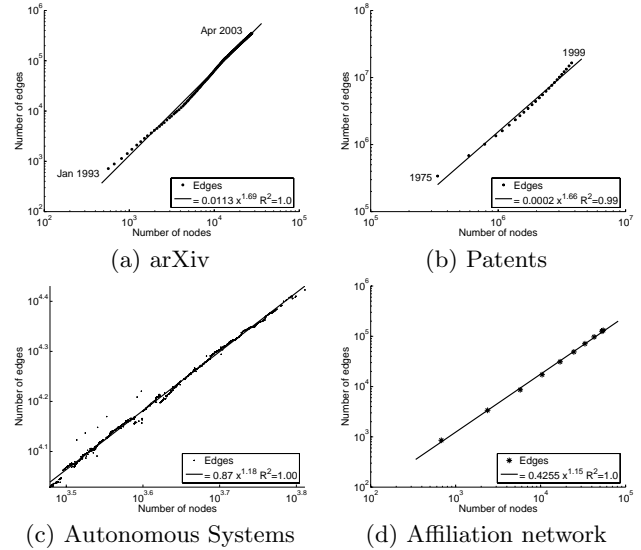 10^6
10^5
10^4
10^3
10^2
Number of edges
Apr 2003
Jan 1993
Edges
= 0.0113 x^1.69 R^2=1.0
10^2
10^3
10^4
10^5
Number of nodes
(a) arXiv
10^8
10^7
10^6
10^5
Number of edges
1999
1975
Edges
= 0.0002 x^1.66 R^2=0.99
10^5
10^6
10^7
Number of nodes
(b) Patents
10^4.4
10^4.3
10^4.2
10^4.1
Number of edges
Edges
= 0.87 x^1.18 R^2=1.00
10^3.5
10^3.6
10^3.7
10^3.8
Number of nodes
(c) Autonomous Systems
10^6
10^5
10^4
10^3
10^2
Number of edges
Edges
= 0.4255 x^1.15 R^2=1.0
10^2
10^3
10^4
10^5
Number of nodes
(d) Affiliation network